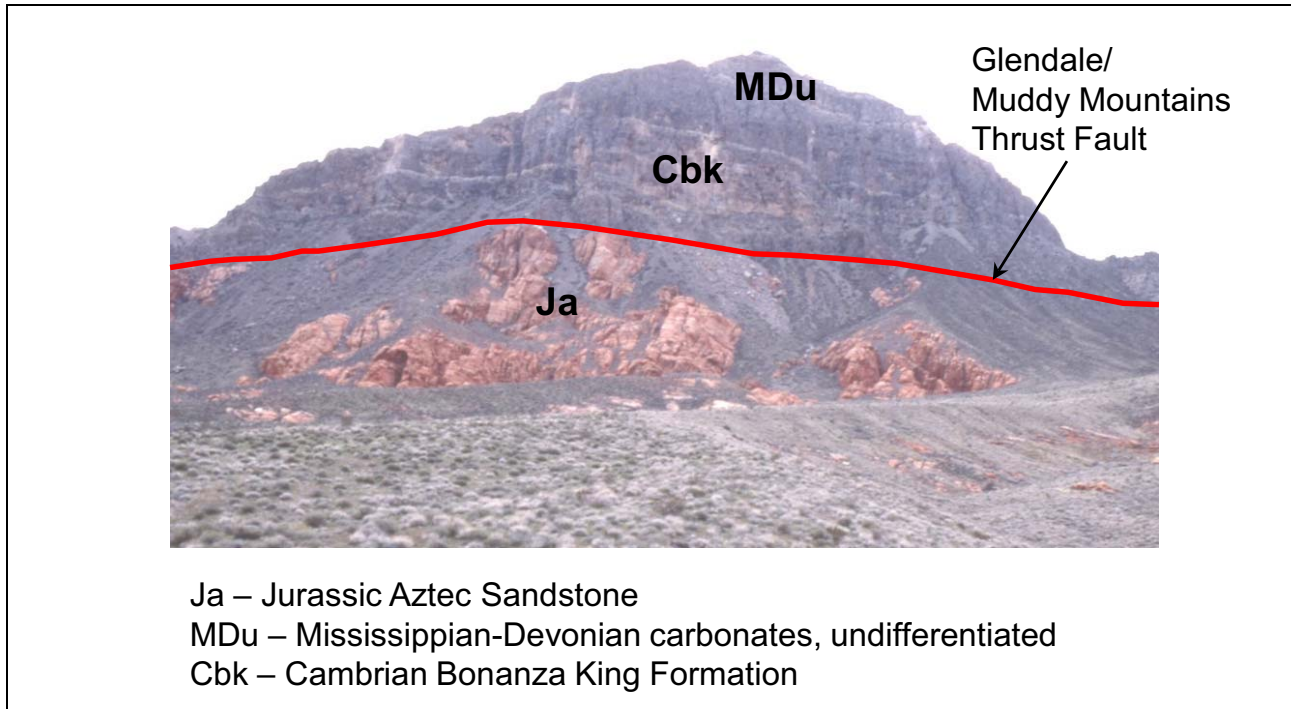 Glendale/
Muddy Mountains
Thrust Fault
MDu
Cbk
Ja
Ja – Jurassic Aztec Sandstone
MDu – Mississippian-Devonian carbonates, undifferentiated
Cbk – Cambrian Bonanza King Formation